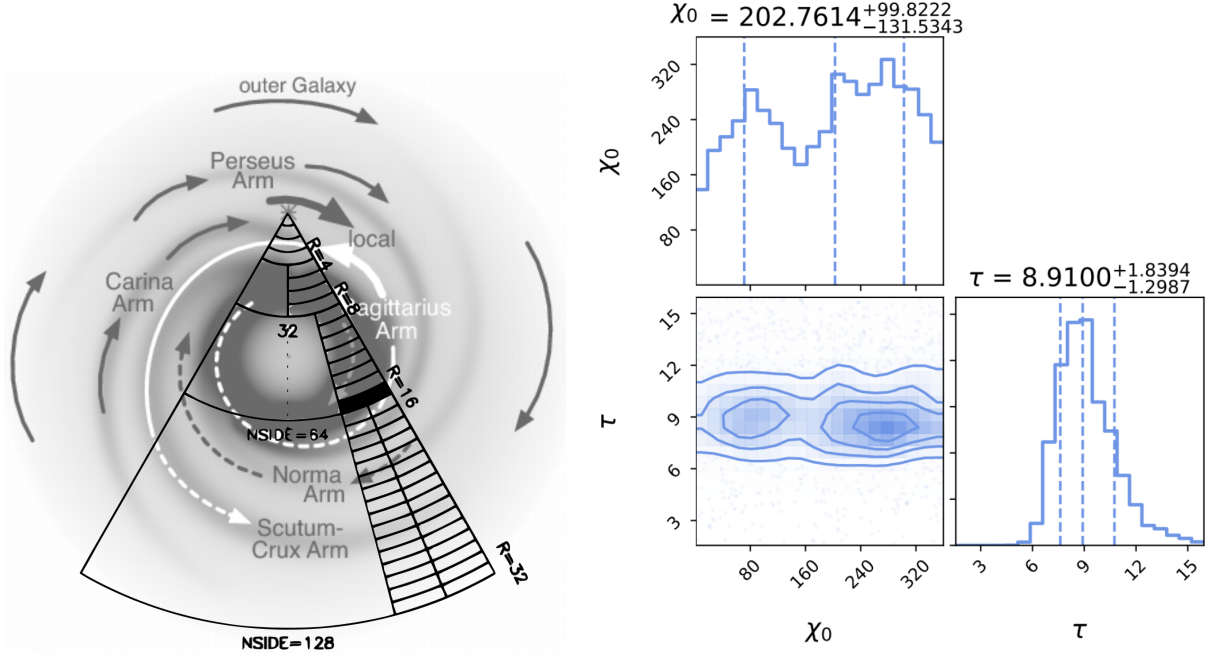 outer Galaxy
Perseus
Arm
local
Carina
Arm
agittarius
Arm
R=4
R=8
R=16
R=32
32
NSIDE=64
Norma
Arm
Scutum-
Crux Arm
NSIDE=128
χ₀ = 202.7614 +99.8222 −131.5343
320
240
160
80
χ₀
τ = 8.9100 +1.8394 −1.2987
15
12
9
6
3
τ
80
160
240
320
χ₀
3
6
9
12
15
τ